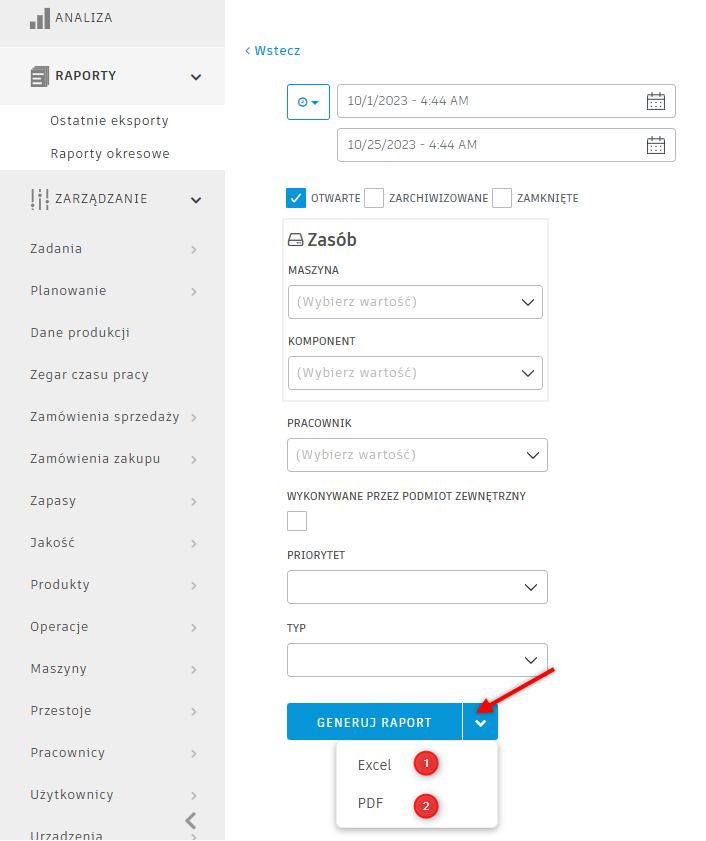 ANALIZA
RAPORTY
Ostatnie eksporty
Raporty okresowe
ZARZĄDZANIE
Zadania
Planowanie
Dane produkcji
Zegar czasu pracy
Zamówienia sprzedaży
Zamówienia zakupu
Zapasy
Jakość
Produkty
Operacje
Maszyny
Przestoje
Pracownicy
Użytkownicy
Urządzenia
Wstecz
10/1/2023 - 4:44 AM
10/25/2023 - 4:44 AM
OTWARTE ZARCHIWIZOWANE ZAMKNIĘTE
Zasób
MASZYNA
(Wybierz wartość)
KOMPONENT
(Wybierz wartość)
PRACOWNIK
(Wybierz wartość)
WYKONYWANE PRZEZ PODMIOT ZEWNĘTRZNY
PRIORYTET
TYP
GENERUJ RAPORT
Excel 1
PDF 2